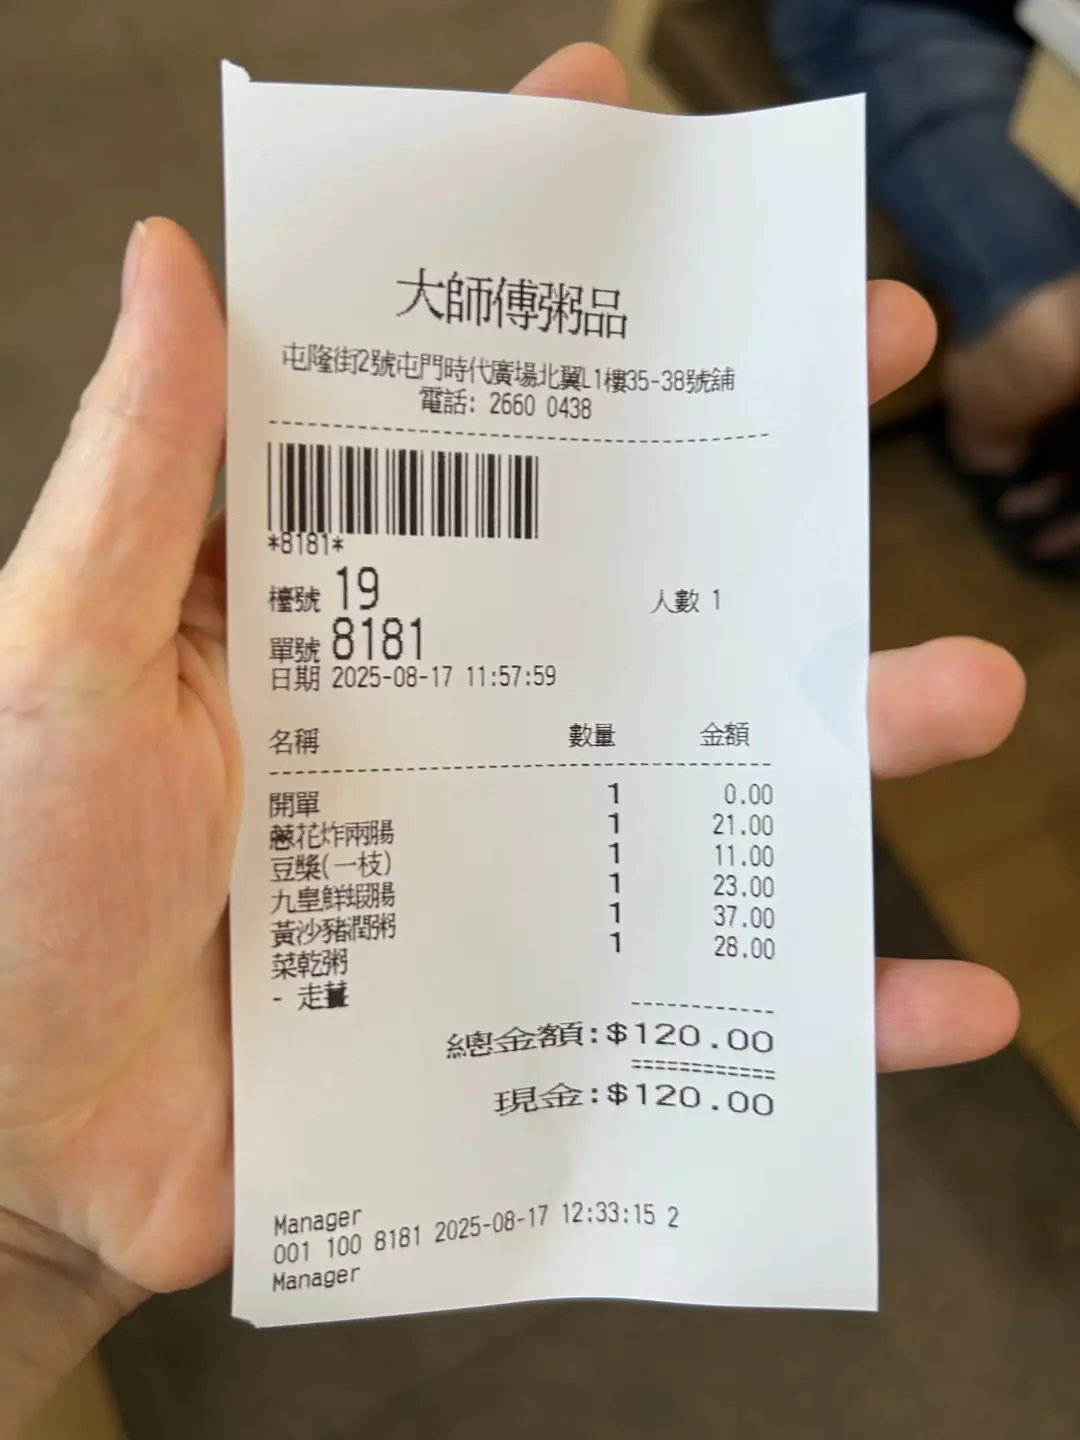 大師傅粥品
屯隆街2號屯門時代廣場北翼L1樓35-38號舖
電話: 2660 0438
*8181*
檯號 19 人數 1
單號 8181
日期 2025-08-17 11:57:59
名稱 數量 金額
開單 1 0.00
蔥花炸兩腸 1 21.00
豆漿(一枝) 1 11.00
九皇鮮蝦腸 1 23.00
黃沙豬潤粥 1 37.00
菜乾粥 1 28.00
- 走薑
總金額:$120.00
現金:$120.00
Manager
001 100 8181 2025-08-17 12:33:15 2
Manager